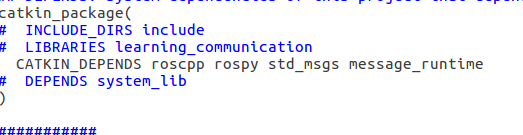 catkin_package(
#  INCLUDE_DIRS include
#  LIBRARIES learning_communication
   CATKIN_DEPENDS roscpp rospy std_msgs message_runtime
#  DEPENDS system_lib
)
###########